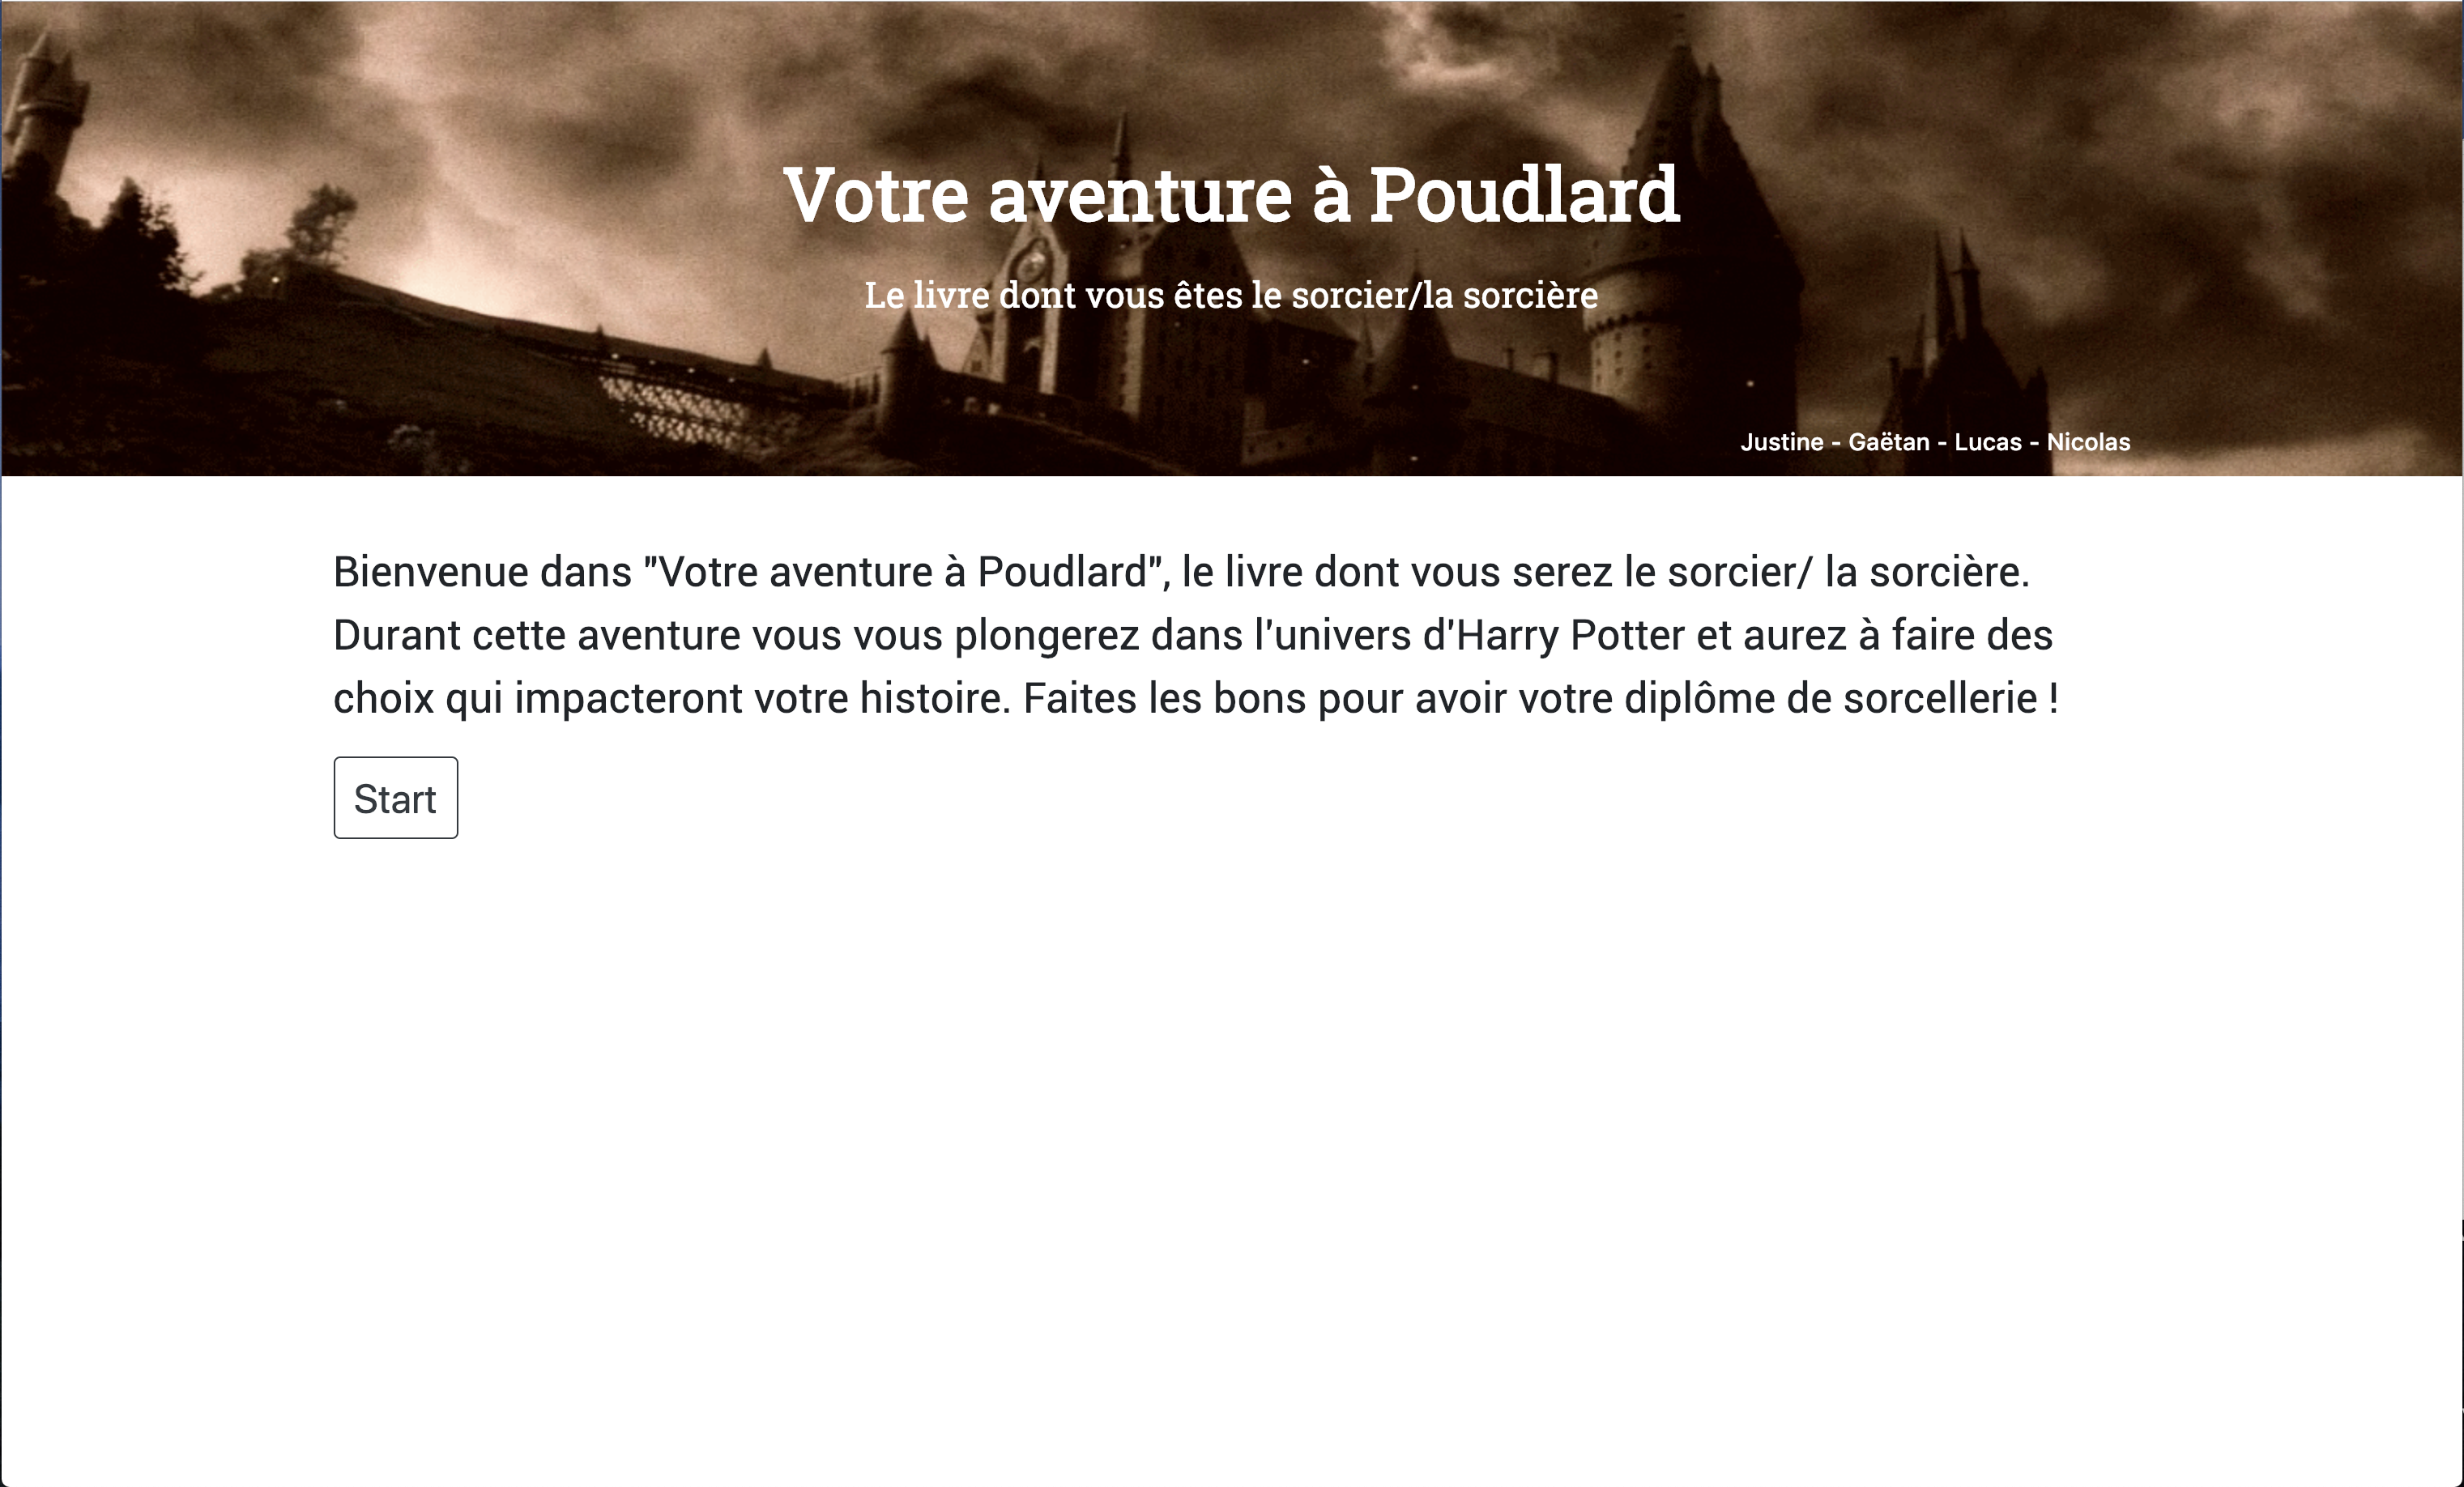 Votre aventure à Poudlard
Le livre dont vous êtes le sorcier/la sorcière
Justine - Gaëtan - Lucas - Nicolas
Bienvenue dans "Votre aventure à Poudlard", le livre dont vous serez le sorcier/ la sorcière.
Durant cette aventure vous vous plongerez dans l'univers d'Harry Potter et aurez à faire des
choix qui impacteront votre histoire. Faites les bons pour avoir votre diplôme de sorcellerie !
Start